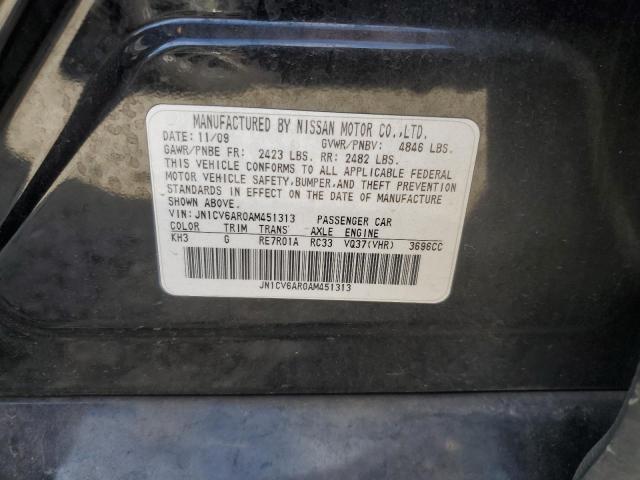 MANUFACTURED BY NISSAN MOTOR CO.,LTD.
DATE: 11/09 GVWR/PNBV: 4846 LBS.
GAWR/PNBE FR: 2423 LBS. RR: 2482 LBS.
THIS VEHICLE CONFORMS TO ALL APPLICABLE FEDERAL
MOTOR VEHICLE SAFETY, BUMPER, AND THEFT PREVENTION
STANDARDS IN EFFECT ON THE DATE OF MANUFACTURE
SHOWN ABOVE.
VIN: JN1CV6AR0AM451313 PASSENGER CAR
COLOR TRIM TRANS' AXLE ENGINE
KH3 G RE7R01A RC33 VQ37(VHR) 3696CC
JN1CV6AR0AM451313